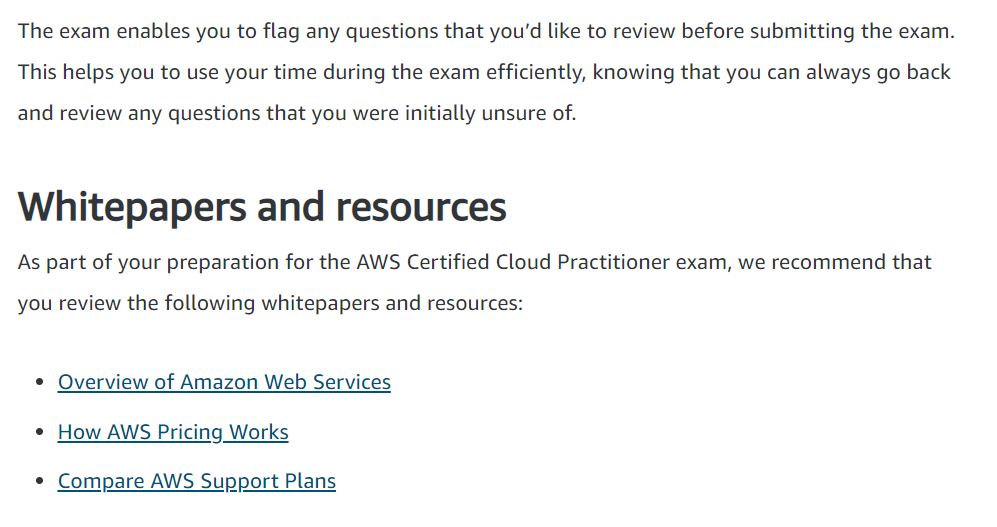 The exam enables you to flag any questions that you’d like to review before submitting the exam.
This helps you to use your time during the exam efficiently, knowing that you can always go back
and review any questions that you were initially unsure of.
Whitepapers and resources
As part of your preparation for the AWS Certified Cloud Practitioner exam, we recommend that
you review the following whitepapers and resources:
• Overview of Amazon Web Services
• How AWS Pricing Works
• Compare AWS Support Plans